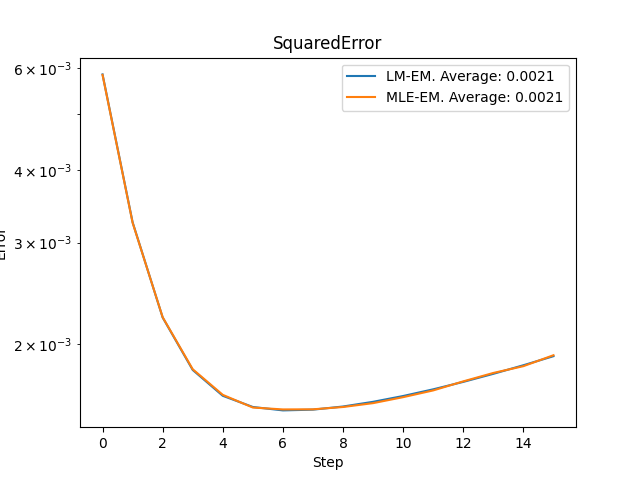 SquaredError
LM-EM. Average: 0.0021
MLE-EM. Average: 0.0021
6 × 10⁻³
4 × 10⁻³
3 × 10⁻³
2 × 10⁻³
Error
0 2 4 6 8 10 12 14
Step